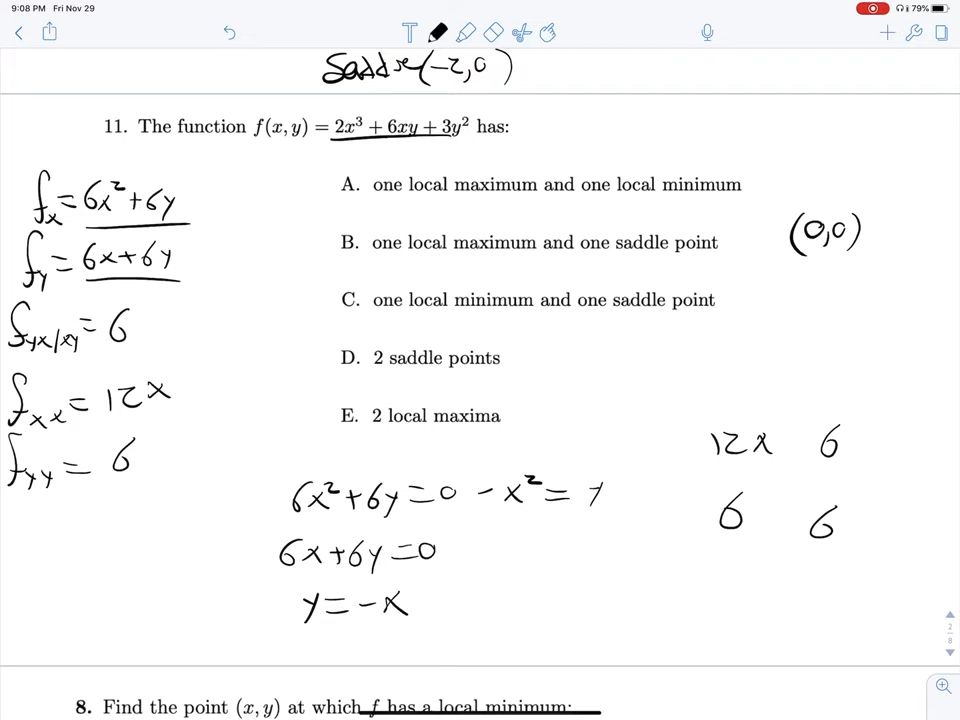 9:08 PM Fri Nov 29
79%
T
Saddle(-2,0)
11. The function f(x, y) = 2x³ + 6xy + 3y² has:
A. one local maximum and one local minimum
B. one local maximum and one saddle point
C. one local minimum and one saddle point
D. 2 saddle points
E. 2 local maxima
fx = 6x²+6y
fy = 6x+6y
fyx/xy = 6
fxx = 12x
fyy = 6
(0,0)
12x 6
6 6
6x²+6y=0 -x²=
6x+6y=0
y=-x
2
8
8. Find the point (x, y) at which f has a local minimum: